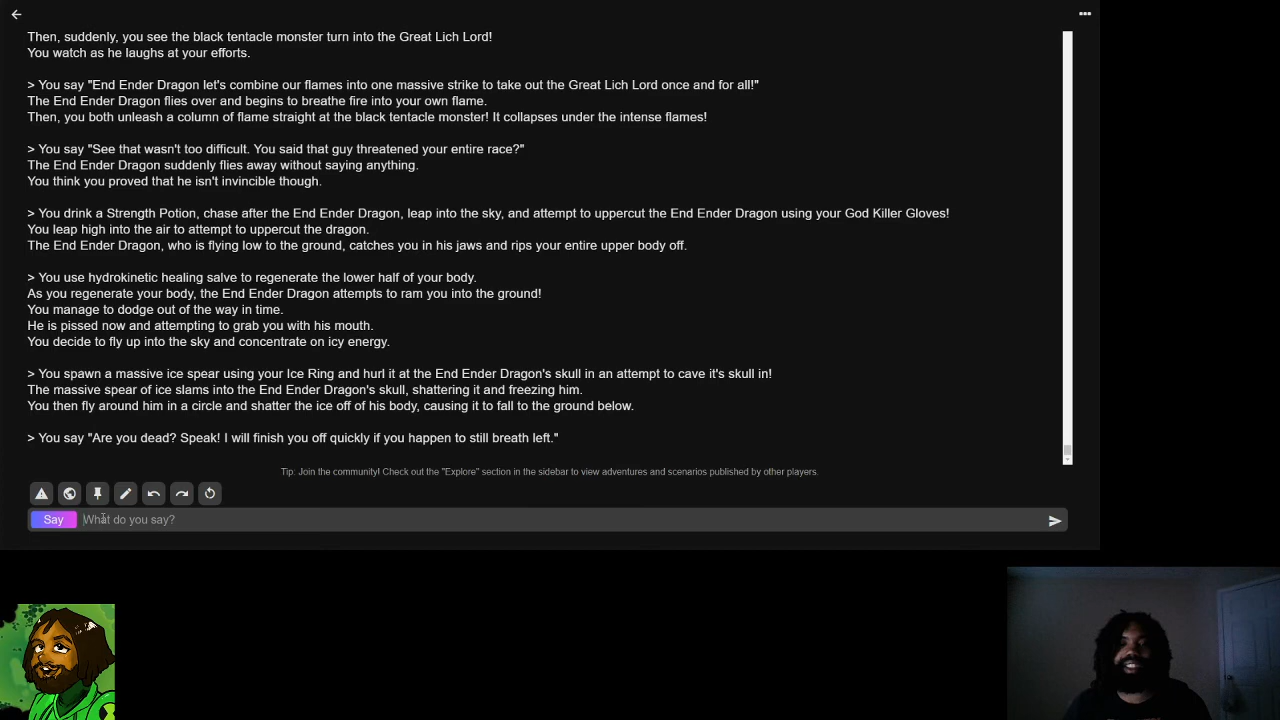 Then, suddenly, you see the black tentacle monster turn into the Great Lich Lord!
You watch as he laughs at your efforts.
> You say "End Ender Dragon let's combine our flames into one massive strike to take out the Great Lich Lord once and for all!"
The End Ender Dragon flies over and begins to breathe fire into your own flame.
Then, you both unleash a column of flame straight at the black tentacle monster! It collapses under the intense flames!
> You say "See that wasn't too difficult. You said that guy threatened your entire race?"
The End Ender Dragon suddenly flies away without saying anything.
You think you proved that he isn't invincible though.
> You drink a Strength Potion, chase after the End Ender Dragon, leap into the sky, and attempt to uppercut the End Ender Dragon using your God Killer Gloves!
You leap high into the air to attempt to uppercut the dragon.
The End Ender Dragon, who is flying low to the ground, catches you in his jaws and rips your entire upper body off.
> You use hydrokinetic healing salve to regenerate the lower half of your body.
As you regenerate your body, the End Ender Dragon attempts to ram you into the ground!
You manage to dodge out of the way in time.
He is pissed now and attempting to grab you with his mouth.
You decide to fly up into the sky and concentrate on icy energy.
> You spawn a massive ice spear using your Ice Ring and hurl it at the End Ender Dragon's skull in an attempt to cave it's skull in!
The massive spear of ice slams into the End Ender Dragon's skull, shattering it and freezing him.
You then fly around him in a circle and shatter the ice off of his body, causing it to fall to the ground below.
> You say "Are you dead? Speak! I will finish you off quickly if you happen to still breath left."
Tip: Join the community! Check out the "Explore" section in the sidebar to view adventures and scenarios published by other players.
Say What do you say?